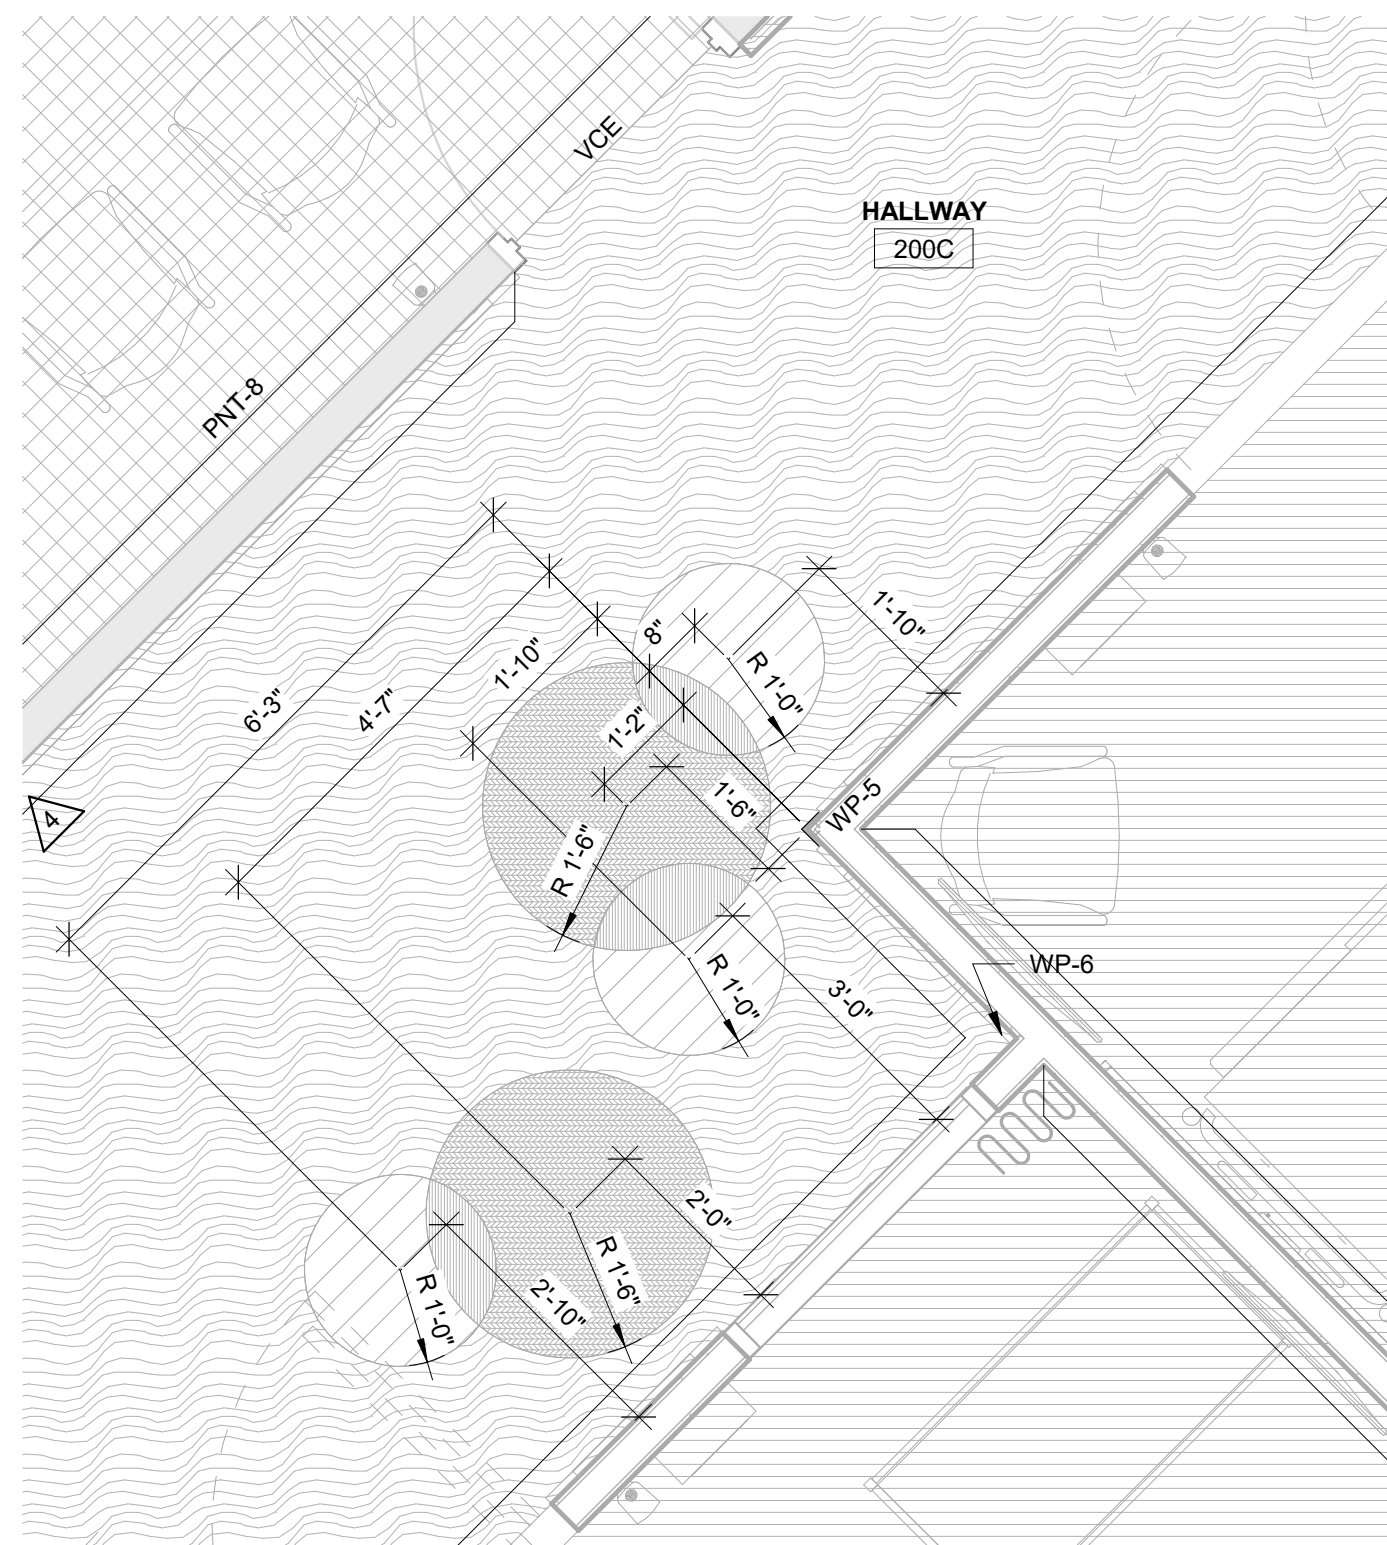 VCE
HALLWAY
200C
PNT-8
8"
1'-10"
1'-10"
R 1'-0"
6'-3"
4'-7"
1'-2"
1'-6"
WP-5
4
R 1'-6"
WP-6
R 1'-0"
3'-0"
2'-0"
R 1'-6"
2'-10"
R 1'-0"